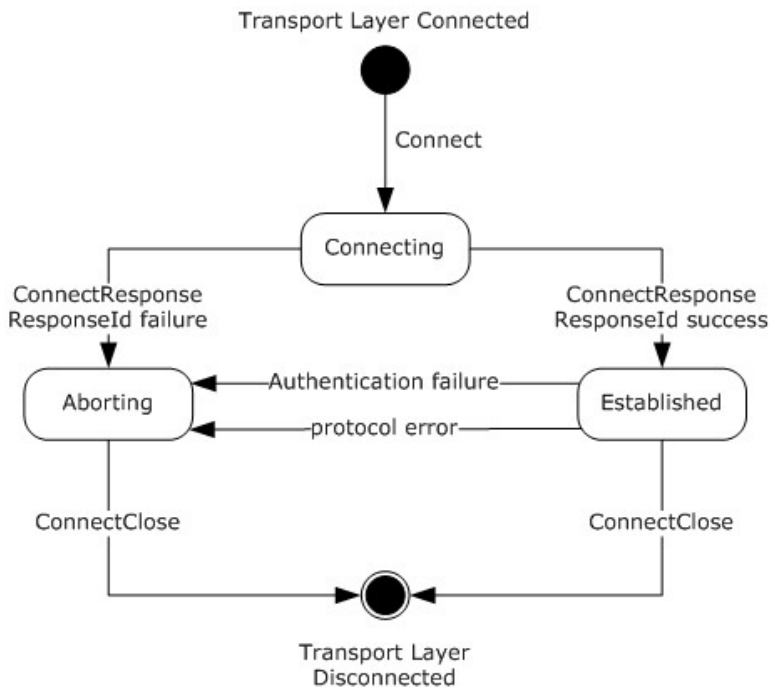 Transport Layer Connected
Connect
Connecting
ConnectResponse
ResponseId failure
ConnectResponse
ResponseId success
Aborting
Authentication failure
protocol error
Established
ConnectClose
ConnectClose
Transport Layer
Disconnected